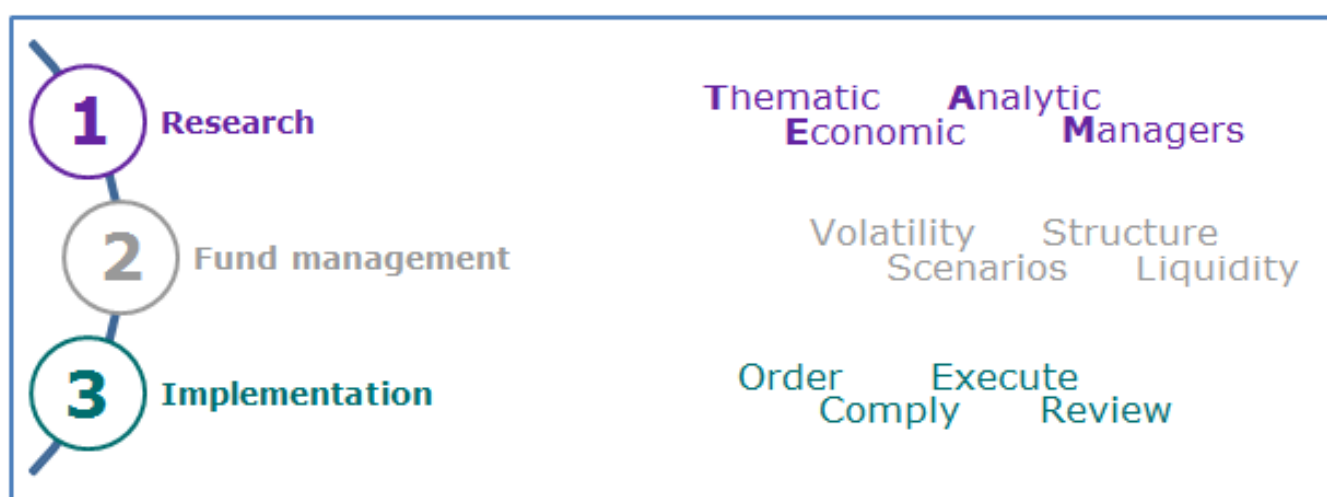 1 Research
Thematic Analytic
Economic Managers
2 Fund management
Volatility Structure
Scenarios Liquidity
3 Implementation
Order Execute
Comply Review